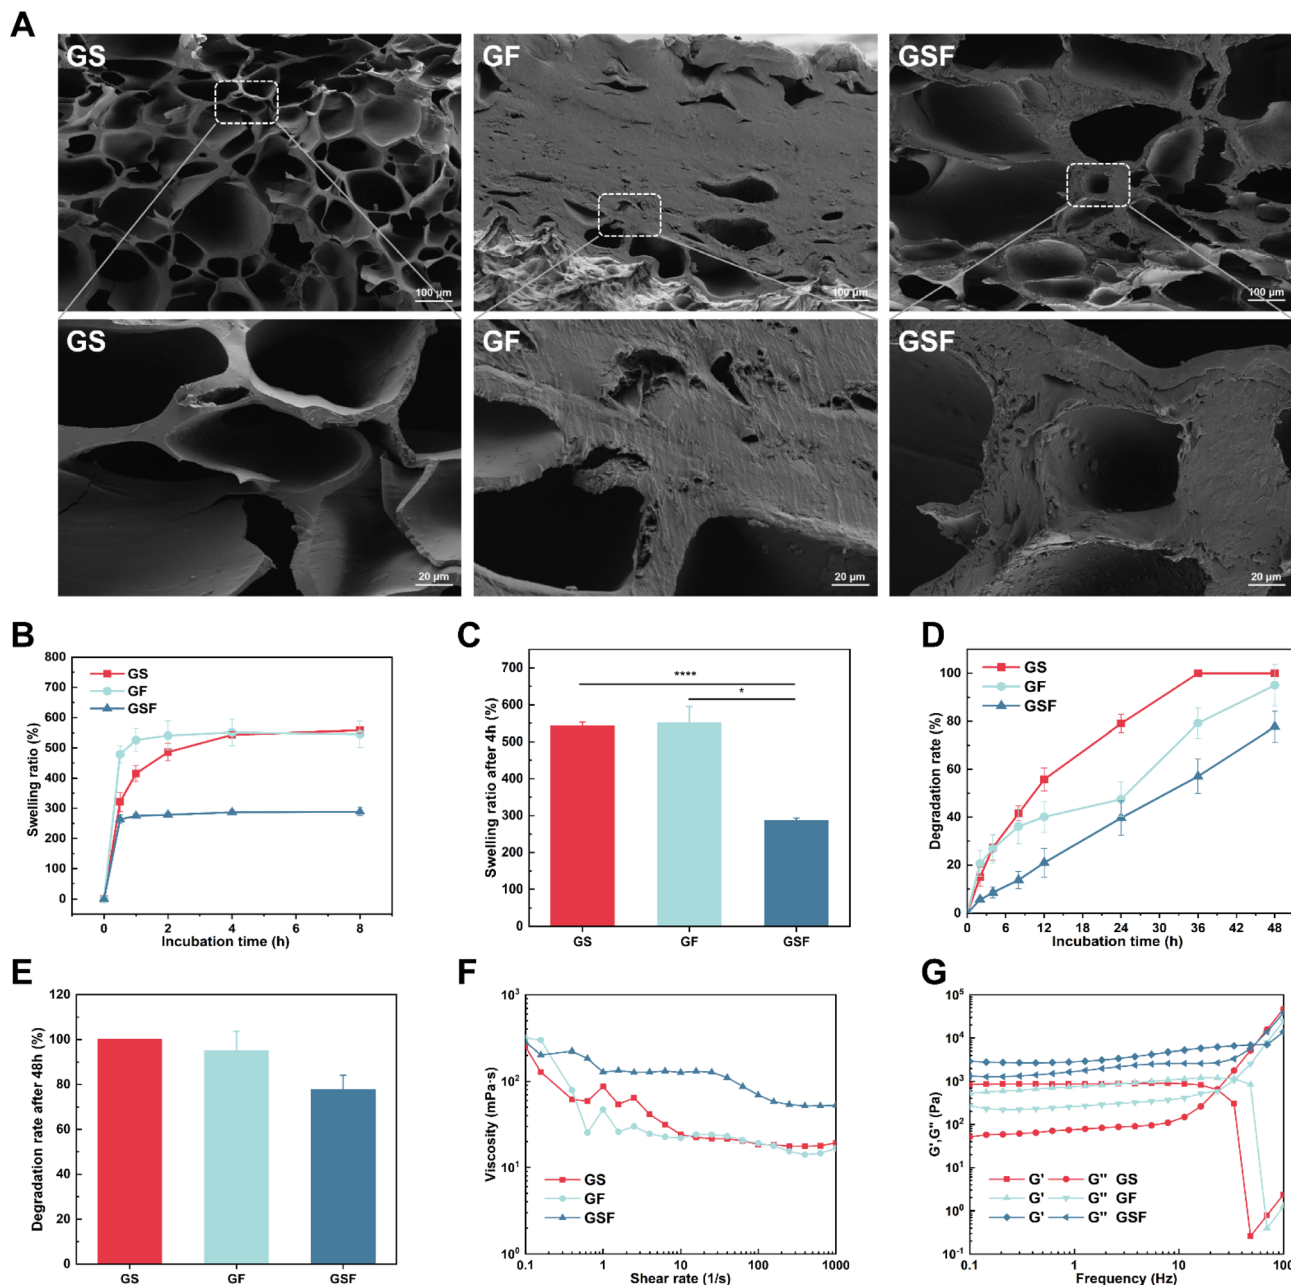 A
GS
GF
GSF
100 µm
100 µm
100 µm
GS
GF
GSF
20 µm
20 µm
20 µm
B
Swelling ratio (%)
800
700
600
500
400
300
200
100
0
GS
GF
GSF
0 2 4 6 8
Incubation time (h)
C
Swelling ratio after 4h (%)
700
600
550
500
400
300
250
200
100
0
****
*
GS GF GSF
D
Degradation rate (%)
100
80
60
40
20
0
GS
GF
GSF
0 6 12 18 24 30 36 42 48
Incubation time (h)
E
Degradation rate after 48h (%)
120
100
80
60
40
20
0
GS GF GSF
F
Viscosity (mPa·s)
10³
10²
10¹
10⁰
GS
GF
GSF
0.1 1 10 100 1000
Shear rate (1/s)
G
G',G'' (Pa)
10⁵
10⁴
10³
10²
10¹
10⁰
10⁻¹
G' G'' GS
G' G'' GF
G' G'' GSF
0.1 1 10 100
Frequency (Hz)